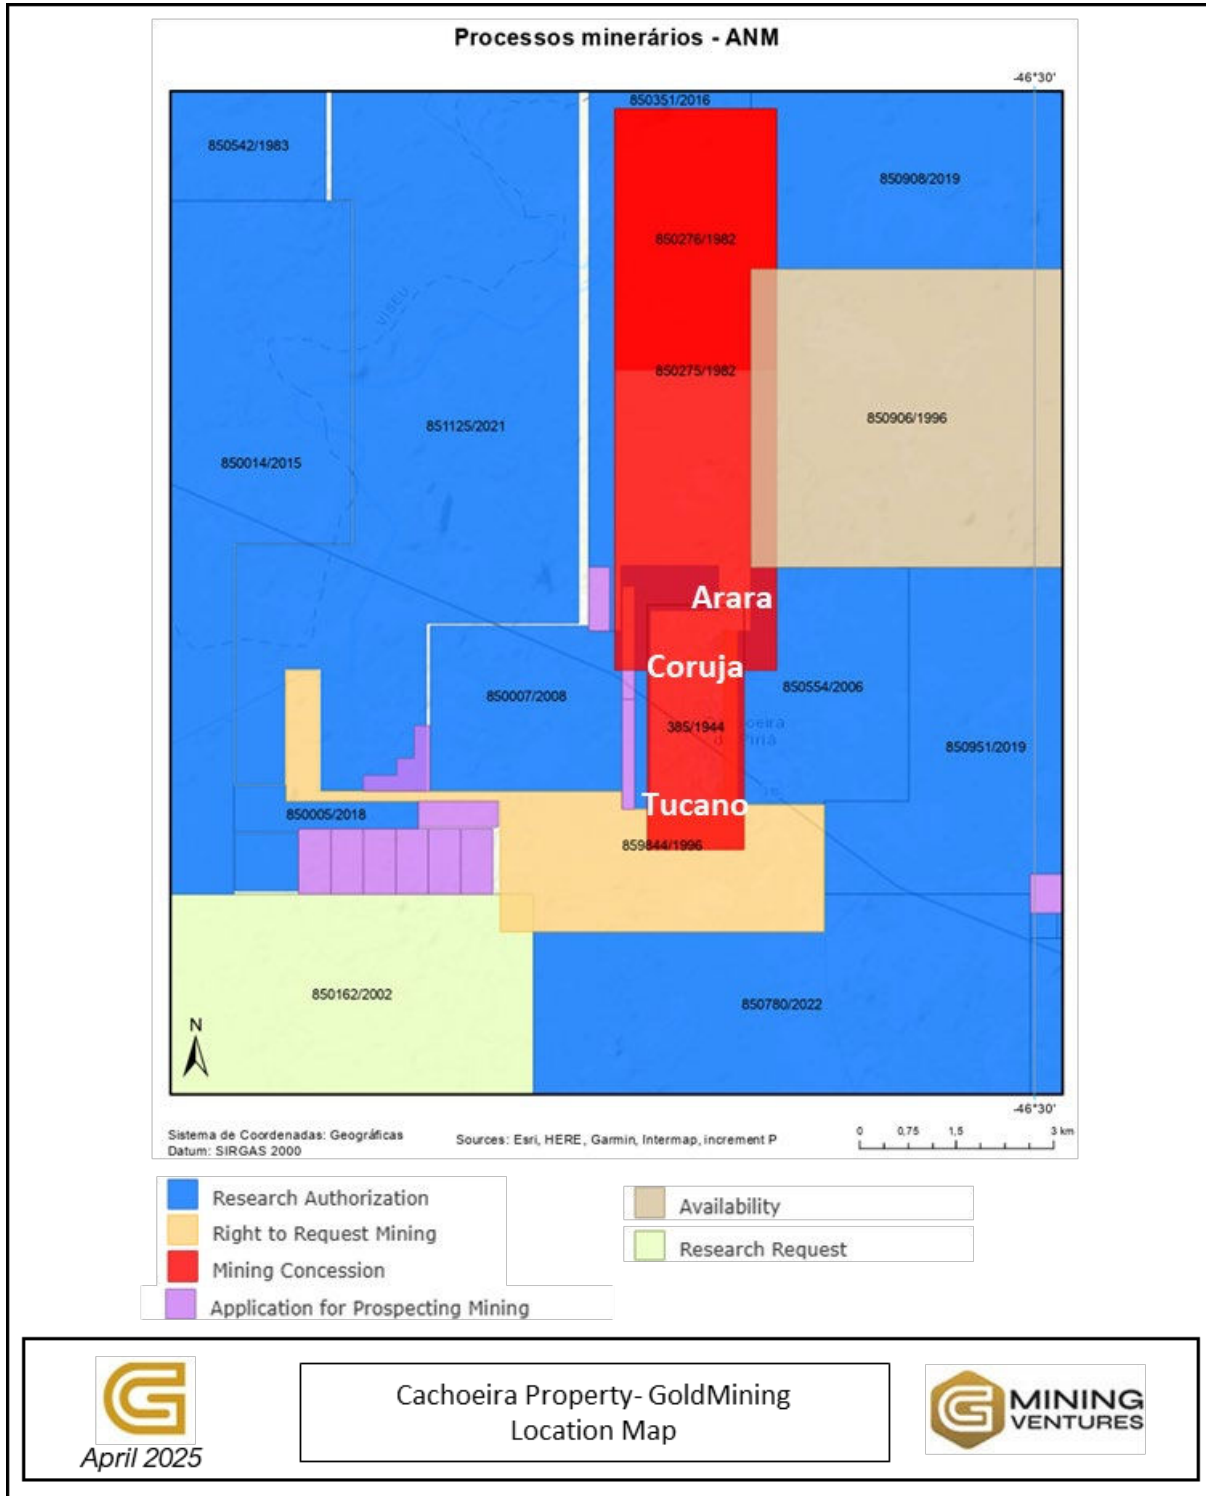 Processos minerários - ANM
-46°30'
850351/2016
850542/1983
850908/2019
850276/1982
VISEU
850275/1982
850906/1996
851125/2021
850014/2015
Arara
Coruja
850007/2008
850554/2006
385/1944
951/2019
Tucano
850005/2018
859844/1996
850162/2002
850780/2022
N
-46°30'
Sistema de Coordenadas: Geográficas
Datum: SIRGAS 2000
Sources: Esri, HERE, Garmin, Intermap, increment P
0 0,75 1,5 3 km
Research Authorization
Right to Request Mining
Mining Concession
Application for Prospecting Mining
Availability
Research Request
April 2025
Cachoeira Property- GoldMining
Location Map
G MINING
VENTURES